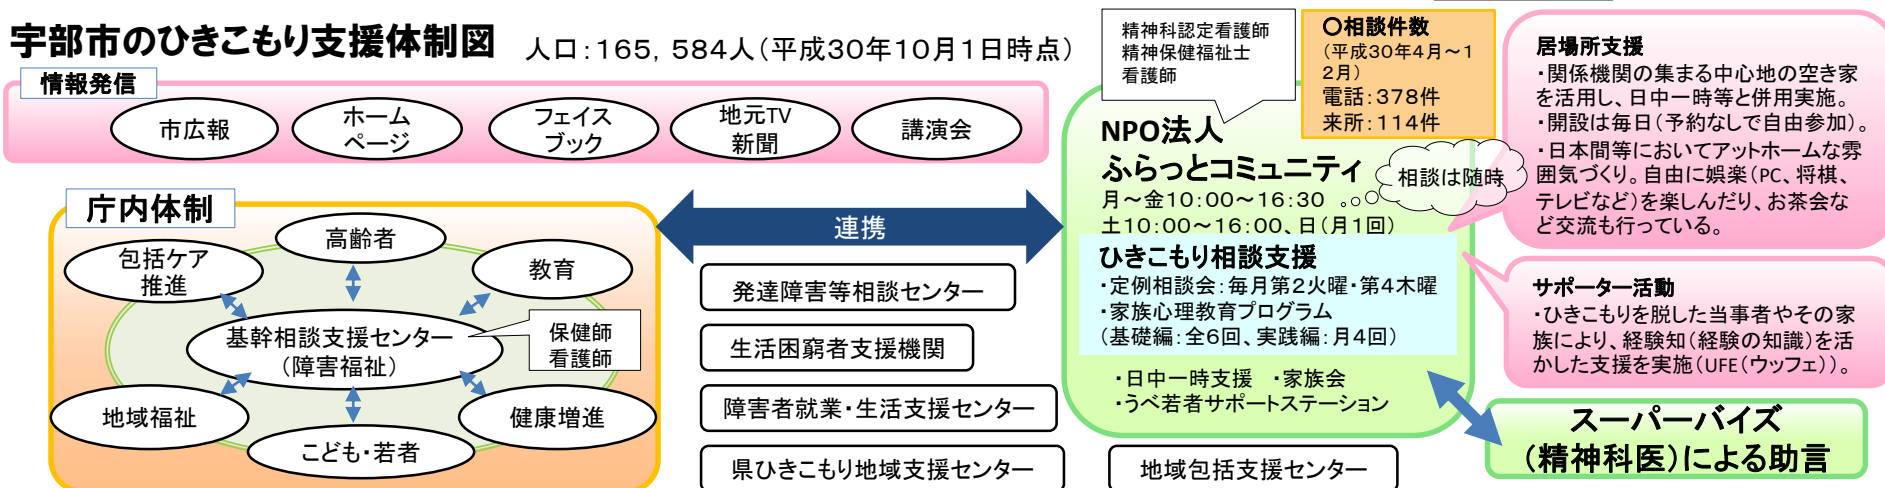 宇部市のひきこもり支援体制図
人口：165，584人（平成30年10月1日時点）
情報発信
市広報
ホーム
ページ
フェイス
ブック
地元TV
新聞
講演会
庁内体制
高齢者
包括ケア
推進
教育
基幹相談支援センター
（障害福祉）
保健師
看護師
地域福祉
健康増進
こども・若者
連携
発達障害等相談センター
生活困窮者支援機関
障害者就業・生活支援センター
県ひきこもり地域支援センター
地域包括支援センター
精神科認定看護師
精神保健福祉士
看護師
〇相談件数
（平成30年4月～1
2月）
電話：378件
来所：114件
NPO法人
ふらっとコミュニティ
相談は随時
月～金10：00～16：30
土10：00～16：00、日（月1回）
ひきこもり相談支援
・定例相談会：毎月第2火曜・第4木曜
・家族心理教育プログラム
（基礎編：全6回、実践編：月4回）
・日中一時支援　・家族会
・うべ若者サポートステーション
居場所支援
・関係機関の集まる中心地の空き家
を活用し、日中一時等と併用実施。
・開設は毎日（予約なしで自由参加）。
・日本間等においてアットホームな雰
囲気づくり。自由に娯楽（PC、将棋、
テレビなど）を楽しんだり、お茶会な
ど交流も行っている。
サポーター活動
・ひきこもりを脱した当事者やその家
族により、経験知（経験の知識）を活
かした支援を実施（UFE（ウッフェ））。
スーパーバイズ
（精神科医）による助言